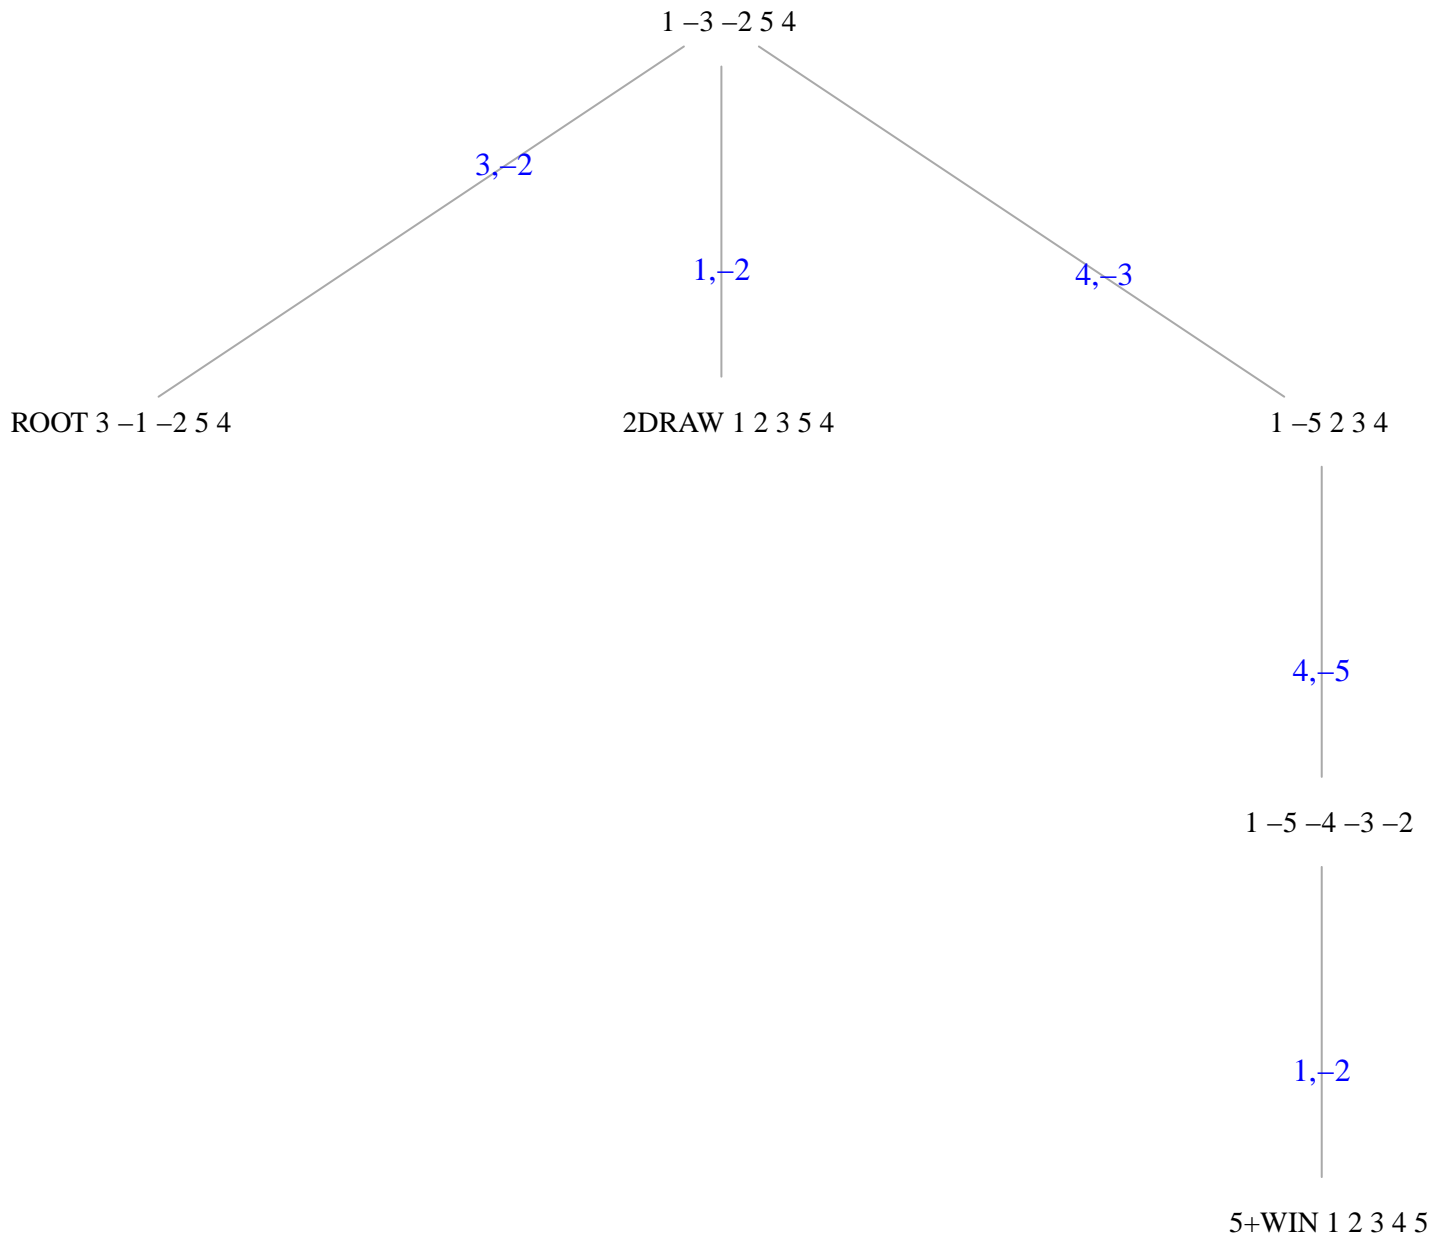 1 –3 –2 5 4
3,–2
1,–2
4,–3
ROOT 3 –1 –2 5 4
2DRAW 1 2 3 5 4
1 –5 2 3 4
4,–5
1 –5 –4 –3 –2
1,–2
5+WIN 1 2 3 4 5